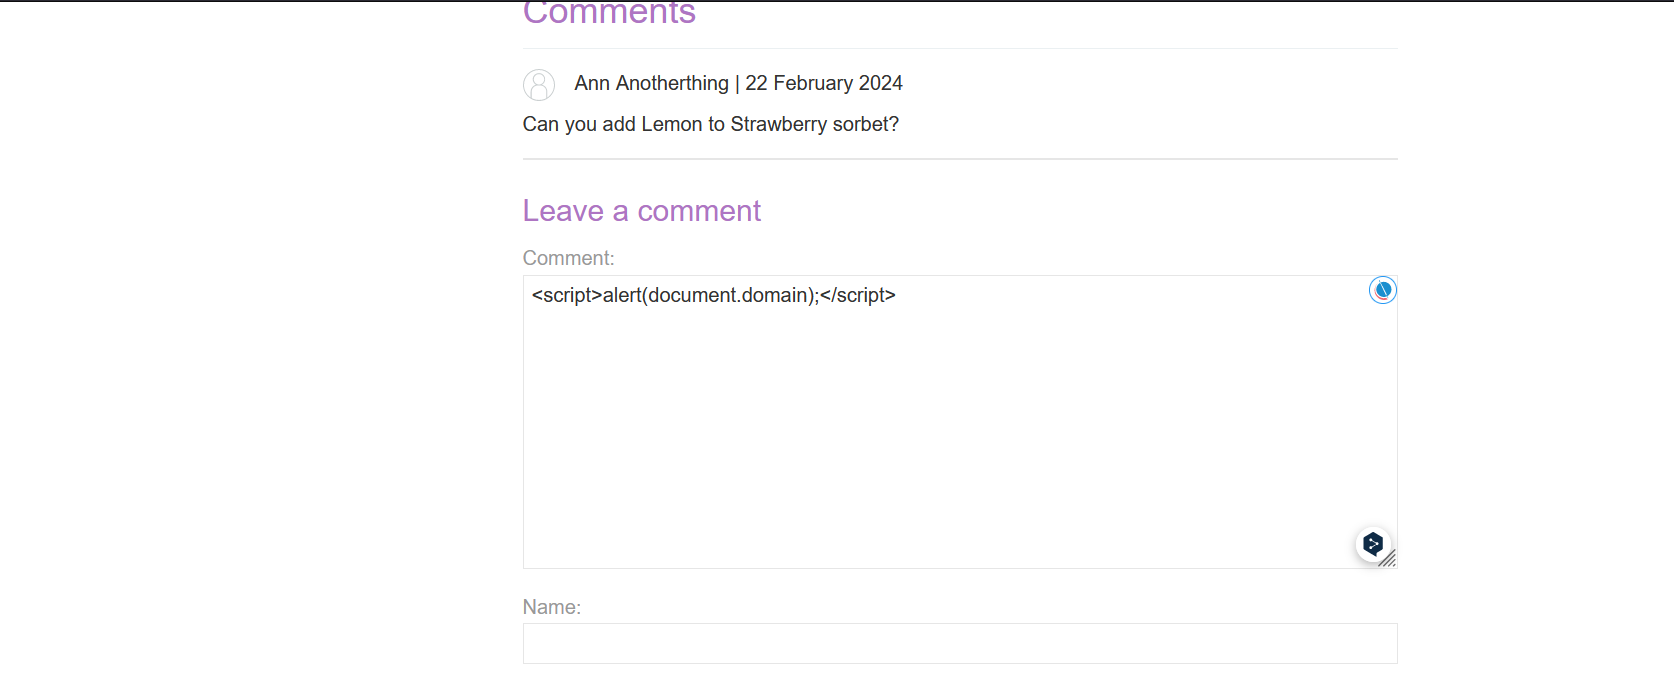 Comments
Ann Anotherthing | 22 February 2024
Can you add Lemon to Strawberry sorbet?
Leave a comment
Comment:
<script>alert(document.domain);</script>
Name: